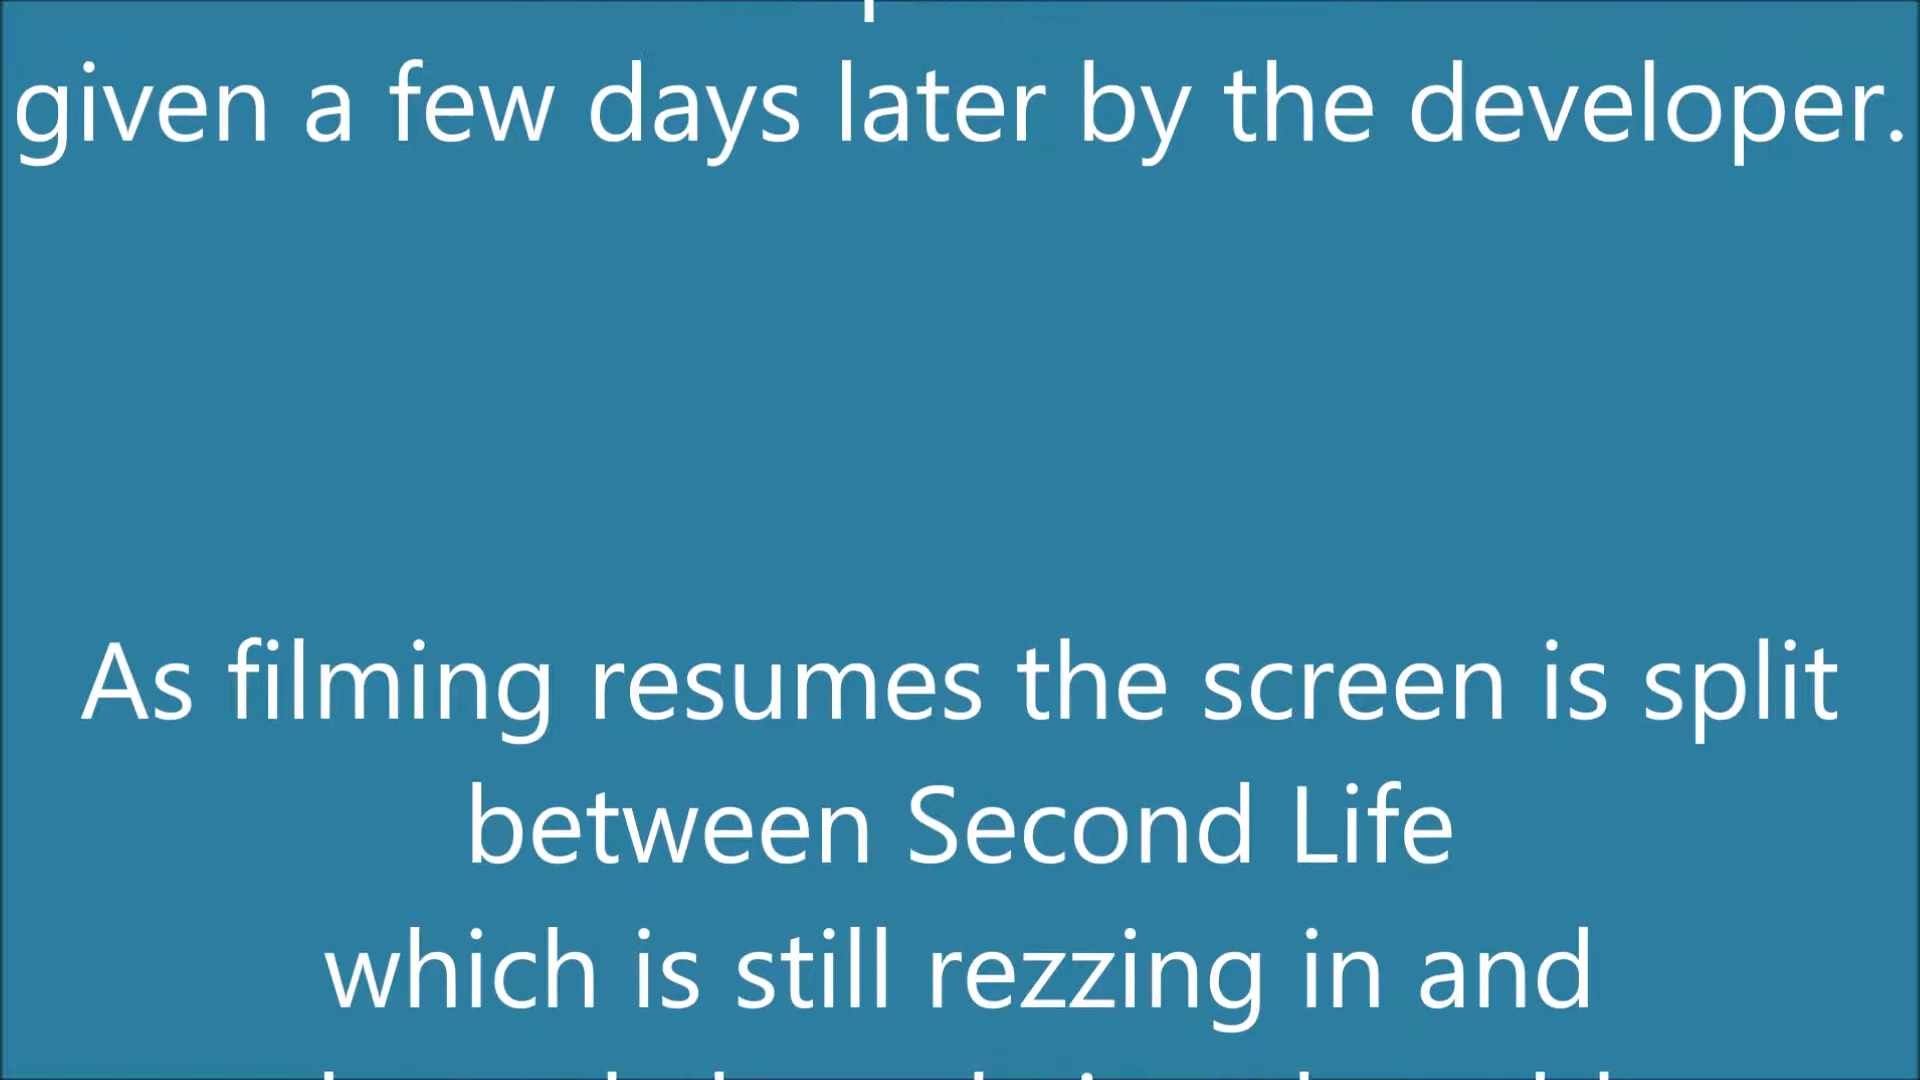 given a few days later by the developer.
As filming resumes the screen is split
between Second Life
which is still rezzing in and